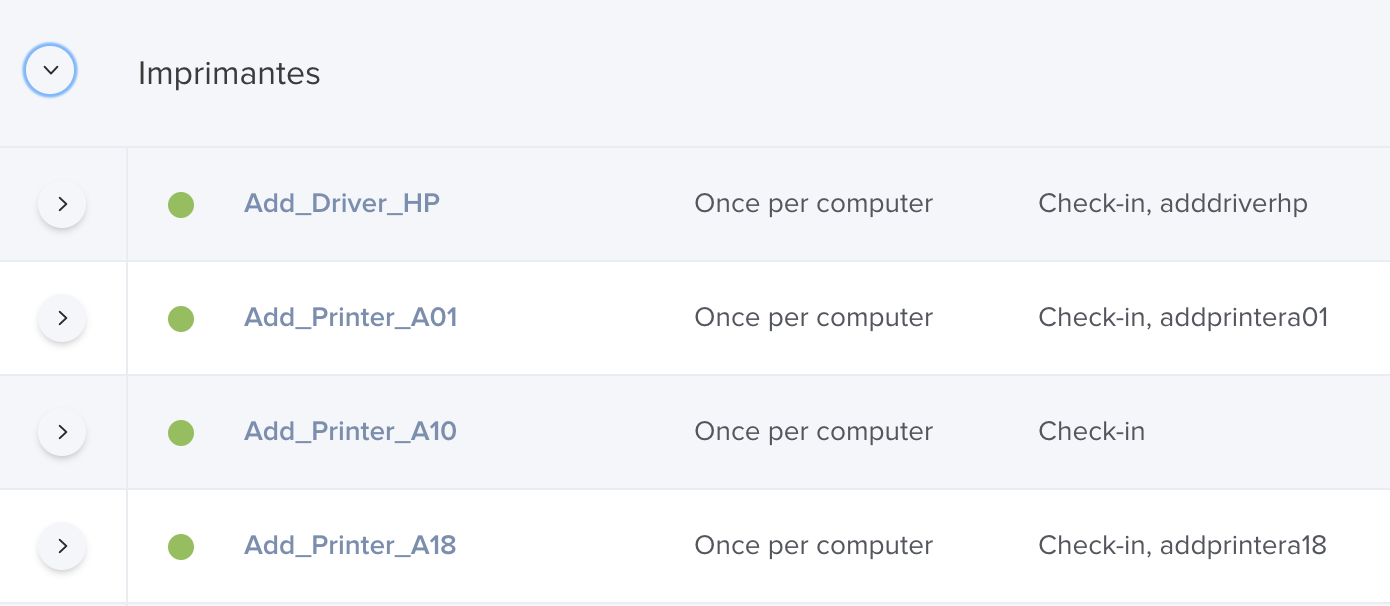 Imprimantes
Add_Driver_HP Once per computer Check-in, adddriverhp
Add_Printer_A01 Once per computer Check-in, addprintera01
Add_Printer_A10 Once per computer Check-in
Add_Printer_A18 Once per computer Check-in, addprintera18